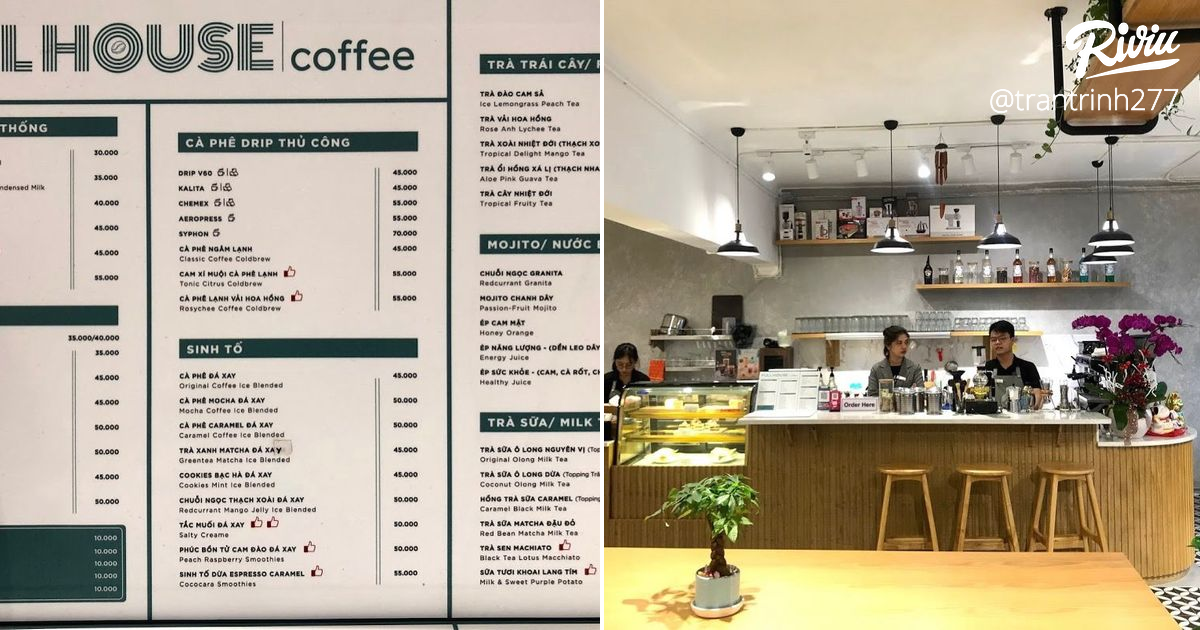 LHOUSE coffee
THỐNG
30.000
35.000
ndensed Milk
40.000
45.000
45.000
55.000
35.000/40.000
35.000
45.000
45.000
50.000
50.000
50.000
10.000
10.000
10.000
10.000
10.000
CÀ PHÊ DRIP THỦ CÔNG
DRIP V60 45.000
KALITA 45.000
CHEMEX 55.000
AEROPRESS 55.000
SYPHON 70.000
CÀ PHÊ NGÂM LẠNH 45.000
Classic Coffee Coldbrew
CAM XÍ MUỘI CÀ PHÊ LẠNH 55.000
Tonic Citrus Coldbrew
CÀ PHÊ LẠNH VẢI HOA HỒNG 55.000
Rosychee Coffee Coldbrew
SINH TỐ
CÀ PHÊ ĐÁ XAY 45.000
Original Coffee Ice Blended
CÀ PHÊ MOCHA ĐÁ XAY 50.000
Mocha Coffee Ice Blended
CÀ PHÊ CARAMEL ĐÁ XAY 50.000
Caramel Coffee Ice Blended
TRÀ XANH MATCHA ĐÁ XAY 45.000
Greentea Matcha Ice Blended
COOKIES BẠC HÀ ĐÁ XAY 50.000
Cookies Mint Ice Blended
CHUỖI NGỌC THẠCH XOÀI ĐÁ XAY 50.000
Redcurrant Mango Jelly Ice Blended
TẮC MUỐI ĐÁ XAY 50.000
Salty Creame
PHÚC BỒN TỬ CAM ĐÀO ĐÁ XAY 50.000
Peach Raspberry Smoothies
SINH TỐ DỪA ESPRESSO CARAMEL 55.000
Cococara Smoothies
TRÀ TRÁI CÂY/
TRÀ ĐÀO CAM SẢ
Ice Lemongrass Peach Tea
TRÀ VẢI HOA HỒNG
Rose Anh Lychee Tea
TRÀ XOÀI NHIỆT ĐỚI (THẠCH XO
Tropical Delight Mango Tea
TRÀ ỔI HỒNG XÁ LỊ (THẠCH NHA
Aloe Pink Guava Tea
TRÀ CÂY NHIỆT ĐỚI
Tropical Fruity Tea
MOJITO/ NƯỚC
CHUỖI NGỌC GRANITA
Redcurrant Granita
MOJITO CHANH DÂY
Passion-Fruit Mojito
ÉP CAM MẬT
Honey Orange
ÉP NĂNG LƯỢNG - (DỀN LEO DÂY
Energy Juice
ÉP SỨC KHỎE - (CAM, CÀ RỐT, CH
Healthy Juice
TRÀ SỮA/ MILK
TRÀ SỮA Ô LONG NGUYÊN VỊ (Top
Original Olong Milk Tea
TRÀ SỮA Ô LONG DỪA (Topping Trâ
Coconut Olong Milk Tea
HỒNG TRÀ SỮA CARAMEL (Topping
Caramel Black Milk Tea
TRÀ SỮA MATCHA ĐẬU ĐỎ
Red Bean Matcha Milk Tea
TRÀ SEN MACHIATO
Black Tea Lotus Macchiato
SỮA TƯƠI KHOAI LANG TÍM
Milk & Sweet Purple Potato
Riviu
@trantrinh277
Order Here